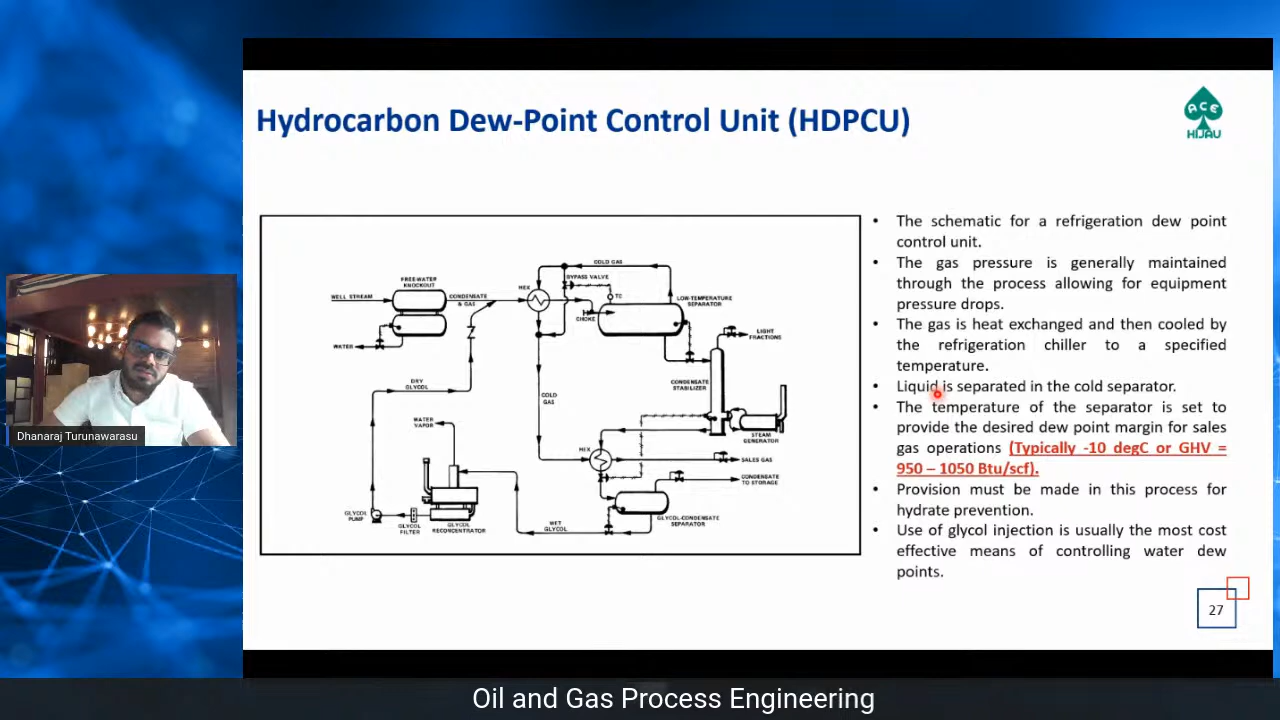 Hydrocarbon Dew-Point Control Unit (HDPCU)
ACE
HIJAU
COLD GAS
BYPASS VALVE
FREE-WATER
KNOCKOUT
WELL STREAM
CONDENSATE
& GAS
HEX
TC
LOW-TEMPERATURE
SEPARATOR
CHOKE
LIGHT
FRACTIONS
WATER
DRY
GLYCOL
CONDENSATE
STABILIZER
COLD
GAS
WATER
VAPOR
STEAM
GENERATOR
HEX
SALES GAS
CONDENSATE
TO STORAGE
GLYCOL
PUMP
GLYCOL
FILTER
GLYCOL
RECONCENTRATOR
WET
GLYCOL
GLYCOL-CONDENSATE
SEPARATOR
• The schematic for a refrigeration dew point
control unit.
• The gas pressure is generally maintained
through the process allowing for equipment
pressure drops.
• The gas is heat exchanged and then cooled by
the refrigeration chiller to a specified
temperature.
• Liquid is separated in the cold separator.
• The temperature of the separator is set to
provide the desired dew point margin for sales
gas operations (Typically -10 degC or GHV =
950 – 1050 Btu/scf).
• Provision must be made in this process for
hydrate prevention.
• Use of glycol injection is usually the most cost
effective means of controlling water dew
points.
27
Dhanaraj Turunawarasu
Oil and Gas Process Engineering